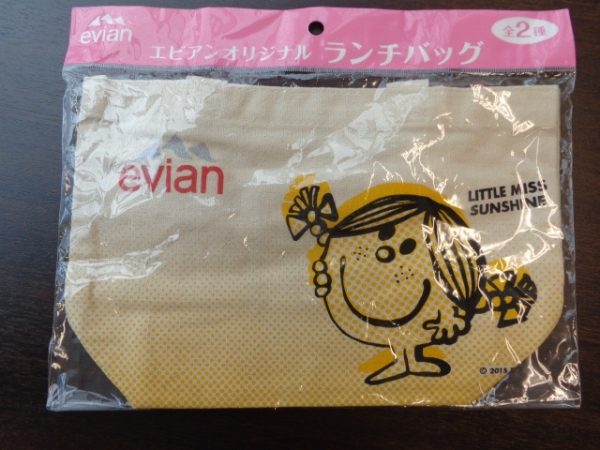 evian
エビアンオリジナル ランチバッグ
全2種
evian
LITTLE MISS
SUNSHINE
© 2015